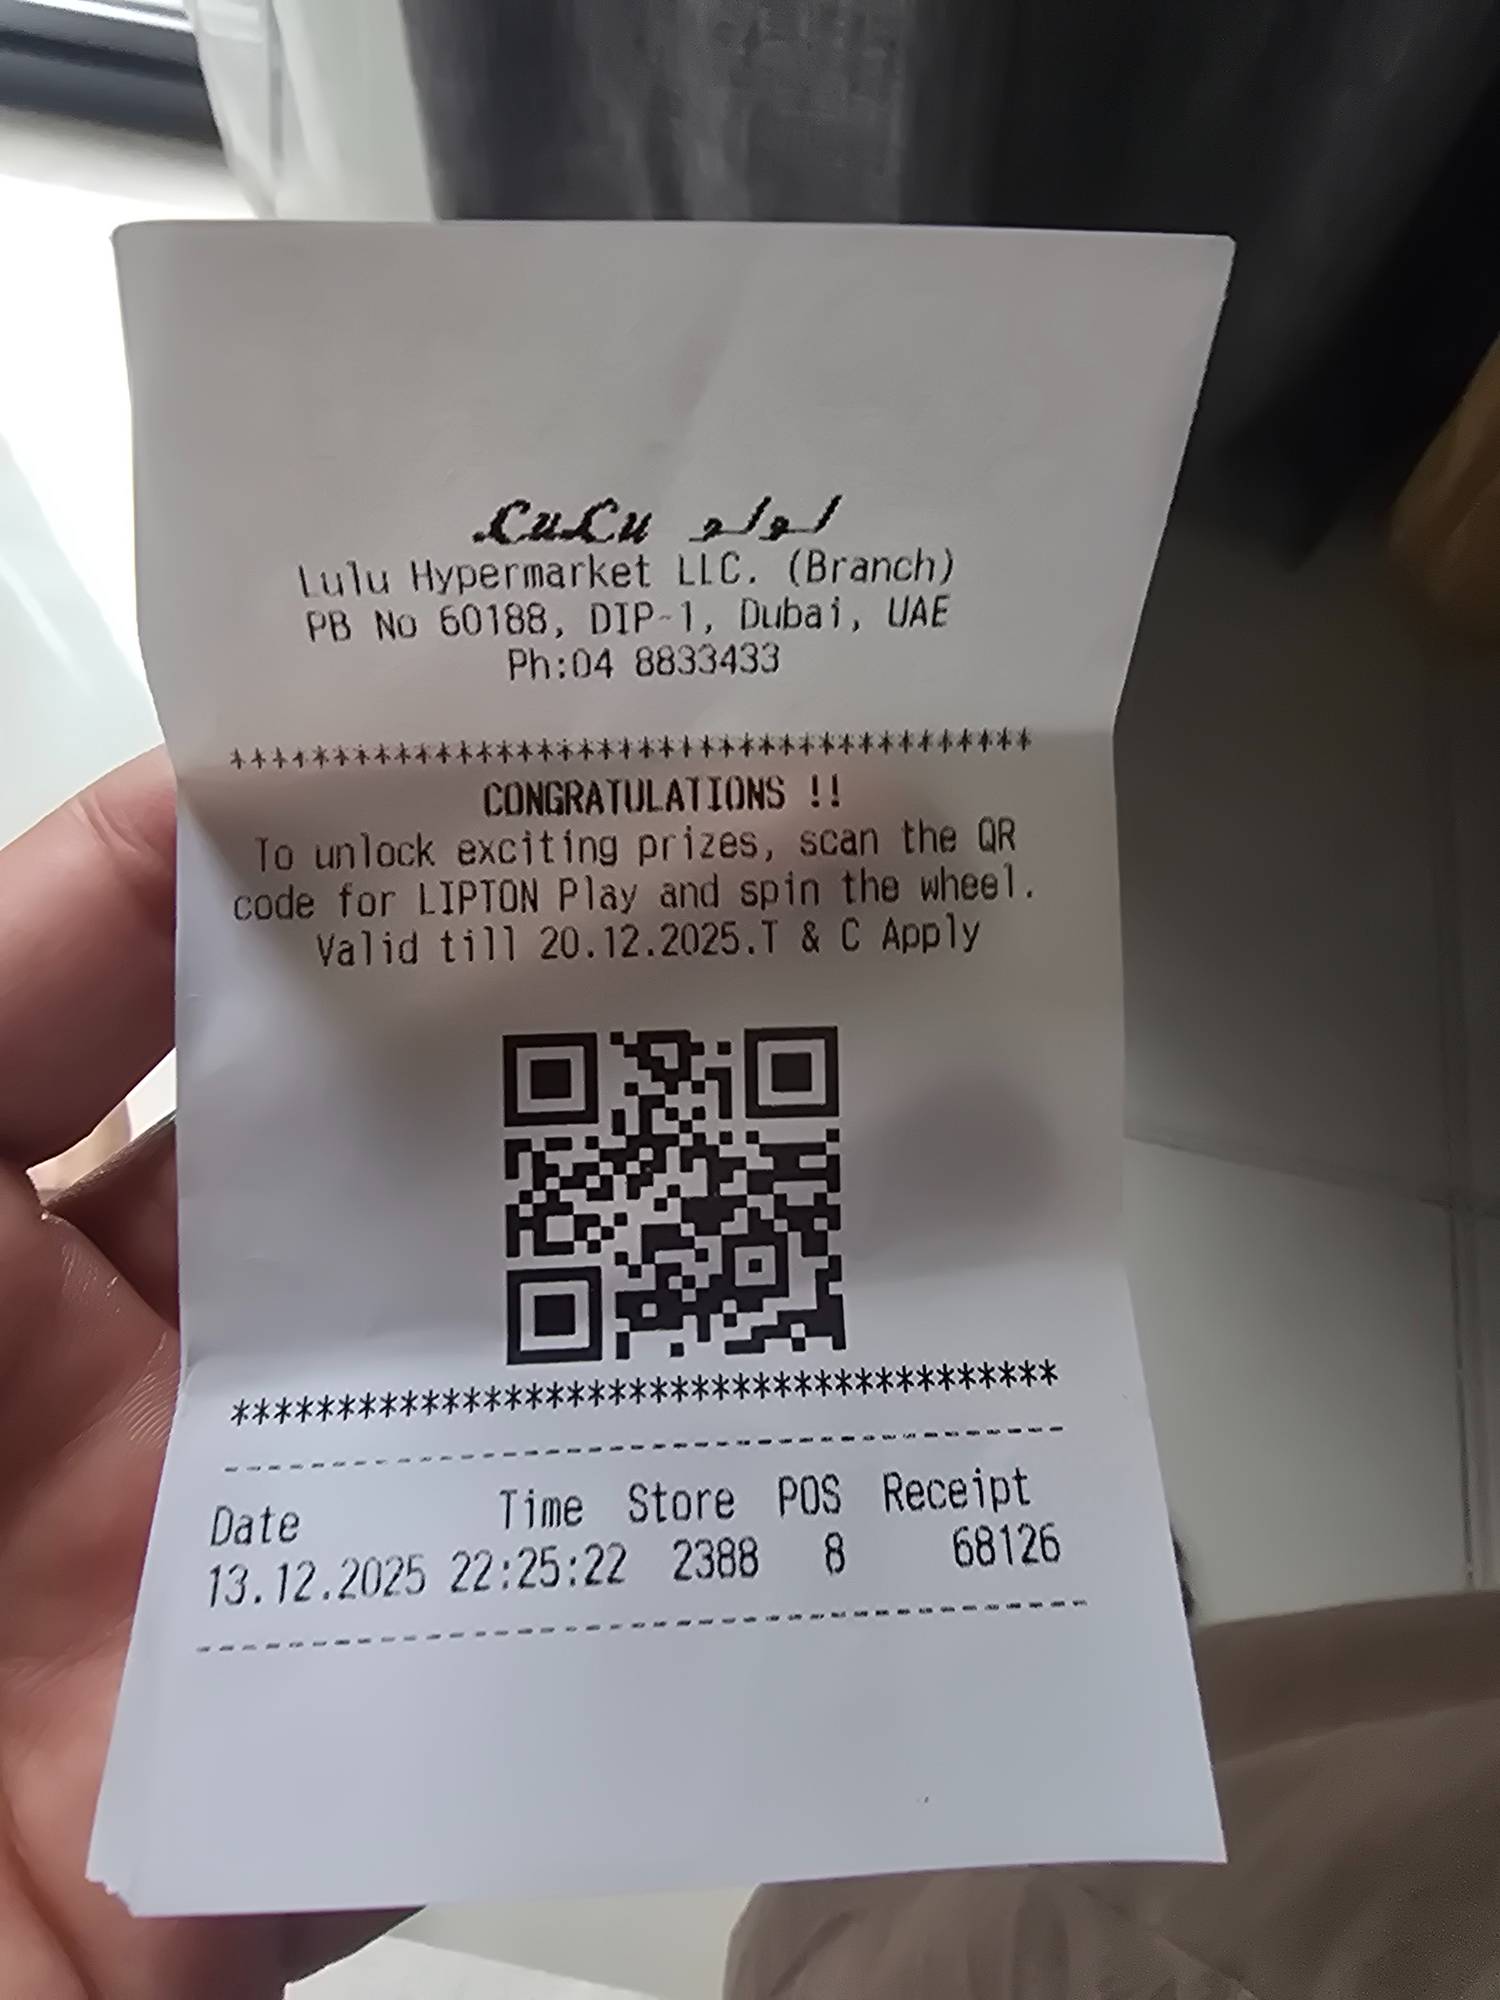 LuLu لولو
Lulu Hypermarket LLC. (Branch)
PB No 60188, DIP-1, Dubai, UAE
Ph:04 8833433
***************************************
CONGRATULATIONS !!
To unlock exciting prizes, scan the QR
code for LIPTON Play and spin the wheel.
Valid till 20.12.2025.T & C Apply
***************************************
Date Time Store POS Receipt
13.12.2025 22:25:22 2388 8 68126